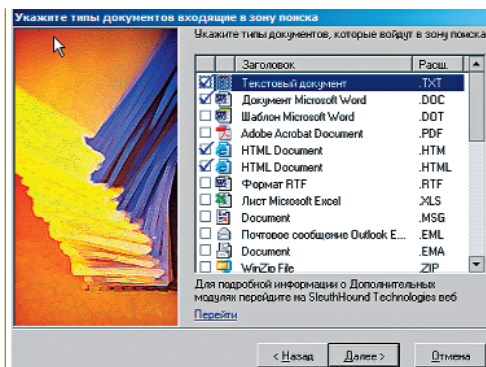 Укажите типы документов входящие в зону поиска
Укажите типы документов, которые войдут в зону поиска
Заголовок Расш.
Текстовый документ .TXT
Документ Microsoft Word .DOC
Шаблон Microsoft Word .DOT
Adobe Acrobat Document .PDF
HTML Document .HTM
HTML Document .HTML
Формат RTF .RTF
Лист Microsoft Excel .XLS
Document .MSG
Почтовое сообщение Outlook E... .EML
Document .EMA
WinZip File .ZIP
Для подробной информации о Дополнительных
модулях перейдите на SleuthHound Technologies веб
Перейти
< Назад Далее > Отмена